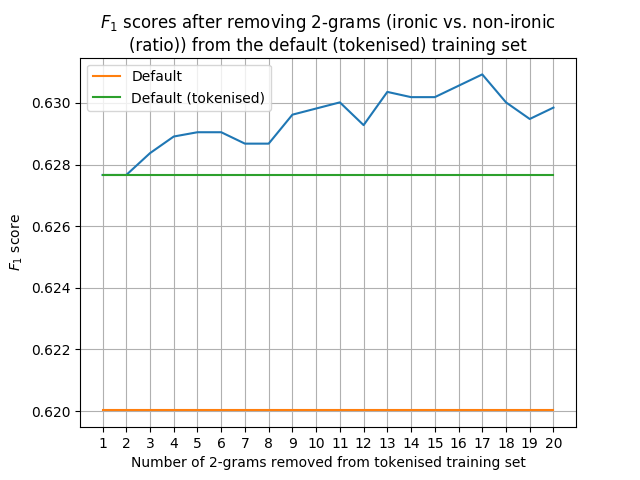 F₁ scores after removing 2-grams (ironic vs. non-ironic
(ratio)) from the default (tokenised) training set
Default
Default (tokenised)
0.630
0.628
0.626
0.624
0.622
0.620
F₁ score
1 2 3 4 5 6 7 8 9 10 11 12 13 14 15 16 17 18 19 20
Number of 2-grams removed from tokenised training set